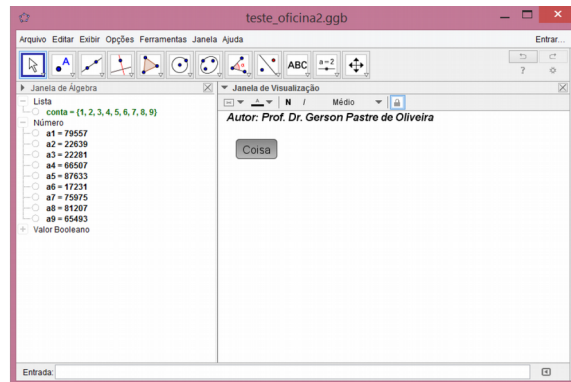 teste_oficina2.ggb
Arquivo Editar Exibir Opções Ferramentas Janela Ajuda Entrar...
A ABC a=2
?
Janela de Álgebra
Lista
conta = {1, 2, 3, 4, 5, 6, 7, 8, 9}
Número
a1 = 79557
a2 = 22639
a3 = 22281
a4 = 66507
a5 = 87633
a6 = 17231
a7 = 75975
a8 = 81207
a9 = 65493
Valor Booleano
Janela de Visualização
A N I Médio
Autor: Prof. Dr. Gerson Pastre de Oliveira
Coisa
Entrada: